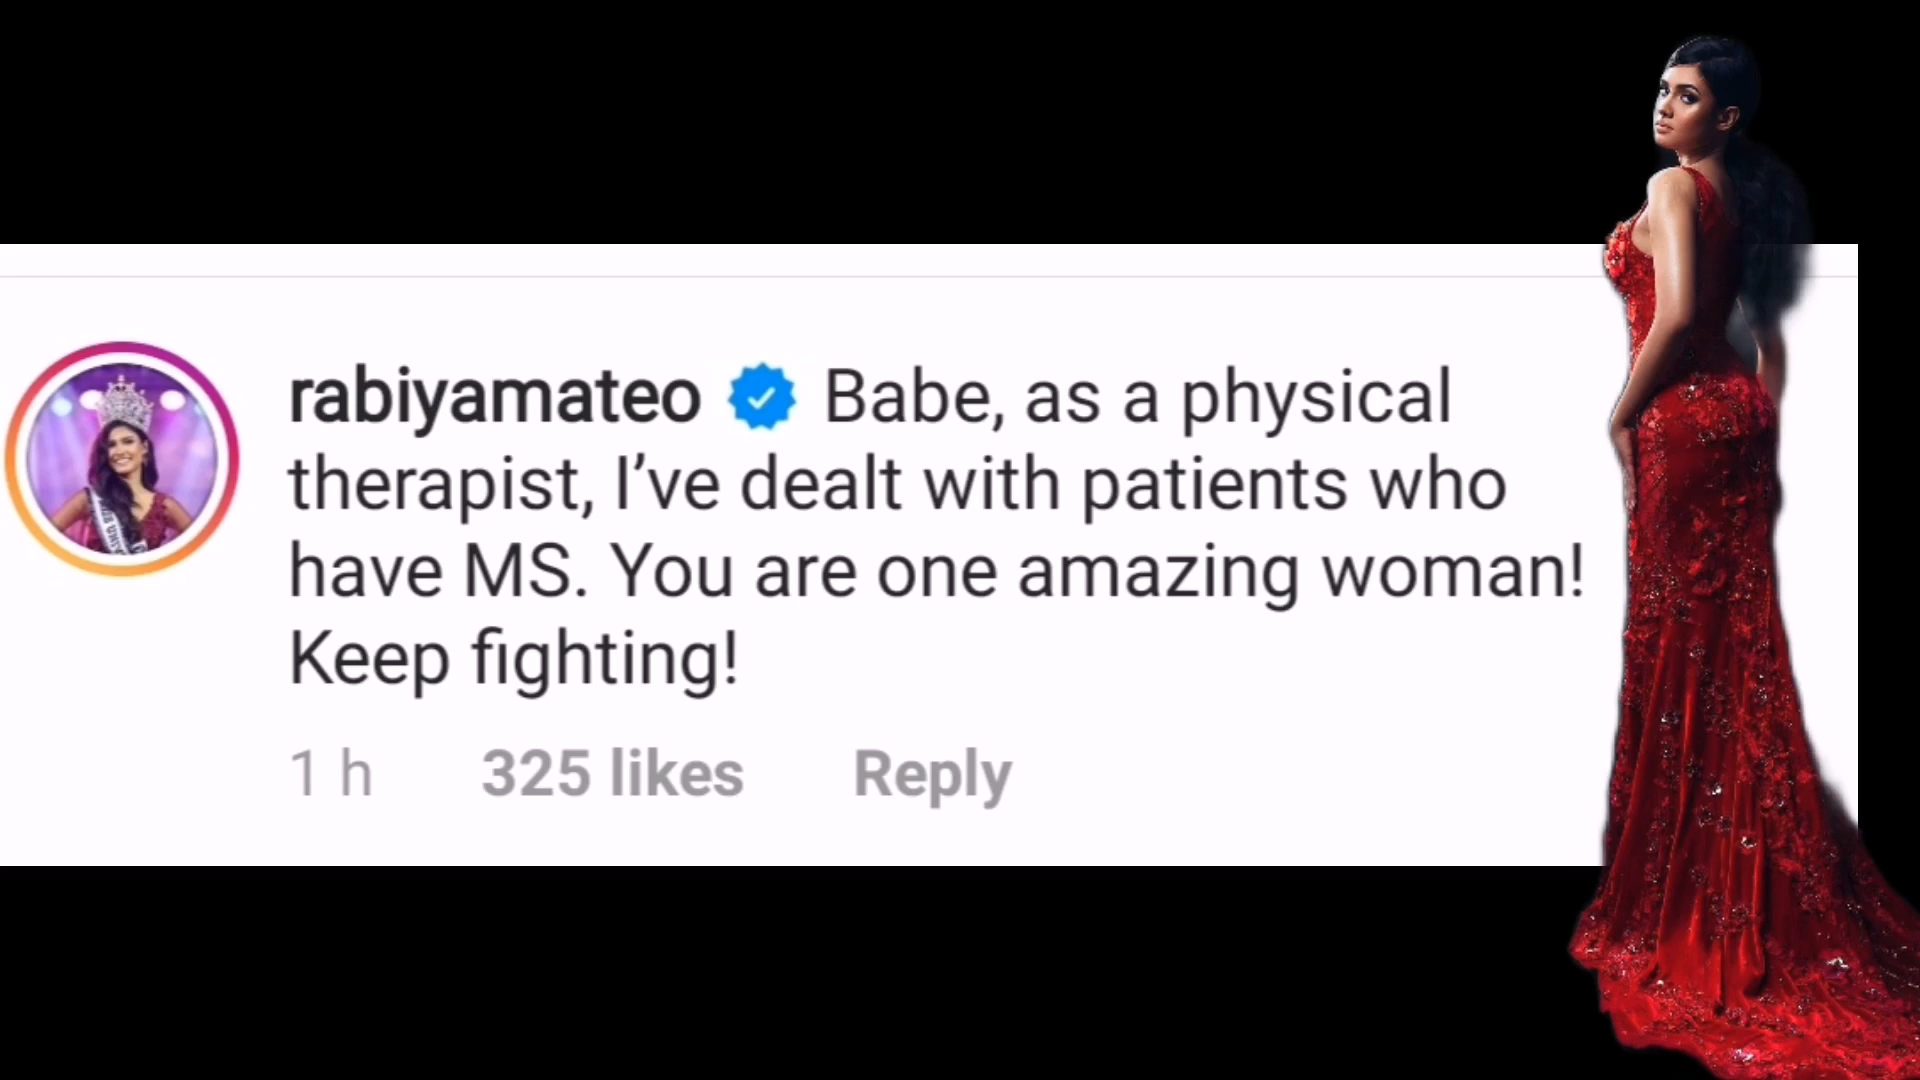 rabiyamateo Babe, as a physical
therapist, I’ve dealt with patients who
have MS. You are one amazing woman!
Keep fighting!
1 h 325 likes Reply